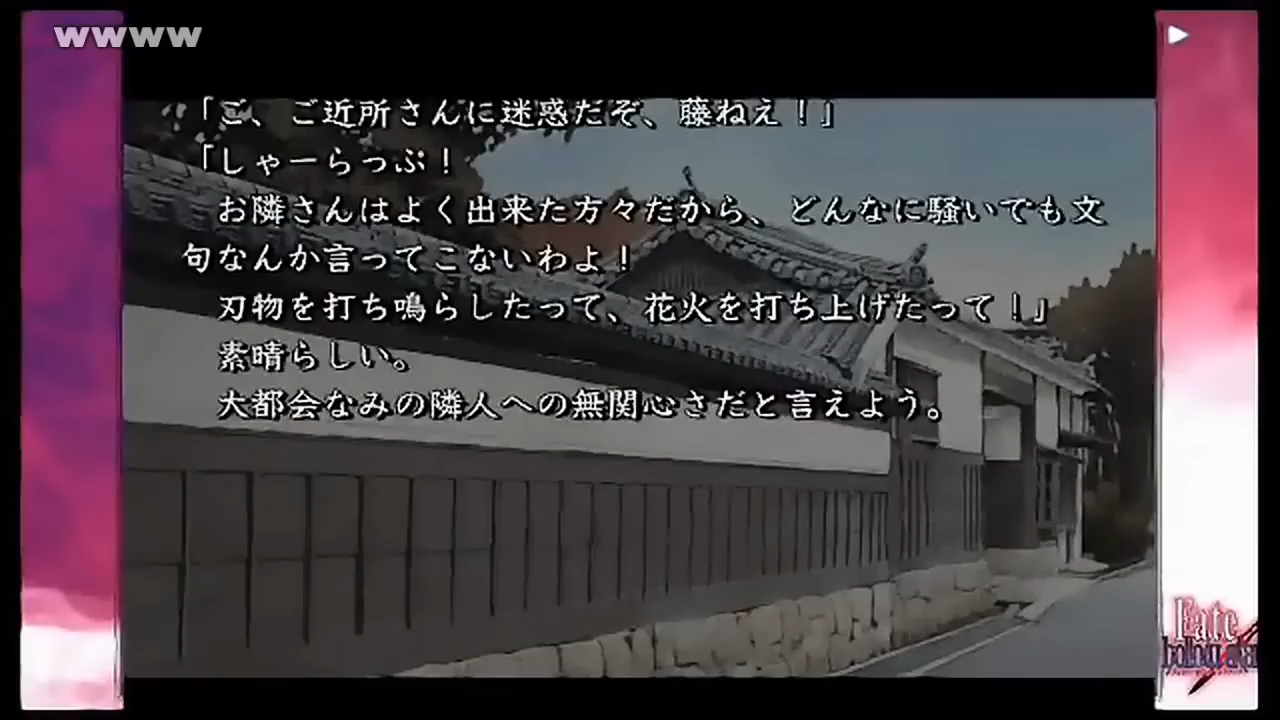 wwww
「ご、ご近所さんに迷惑だぞ、藤ねえ！」
「しゃーらっぷ！
お隣さんはよく出来た方々だから、どんなに騒いでも文
句なんか言ってこないわよ！
刃物を打ち鳴らしたって、花火を打ち上げたって！」
素晴らしい。
大都会なみの隣人への無関心さだと言えよう。
Fate
hollow ataraxia